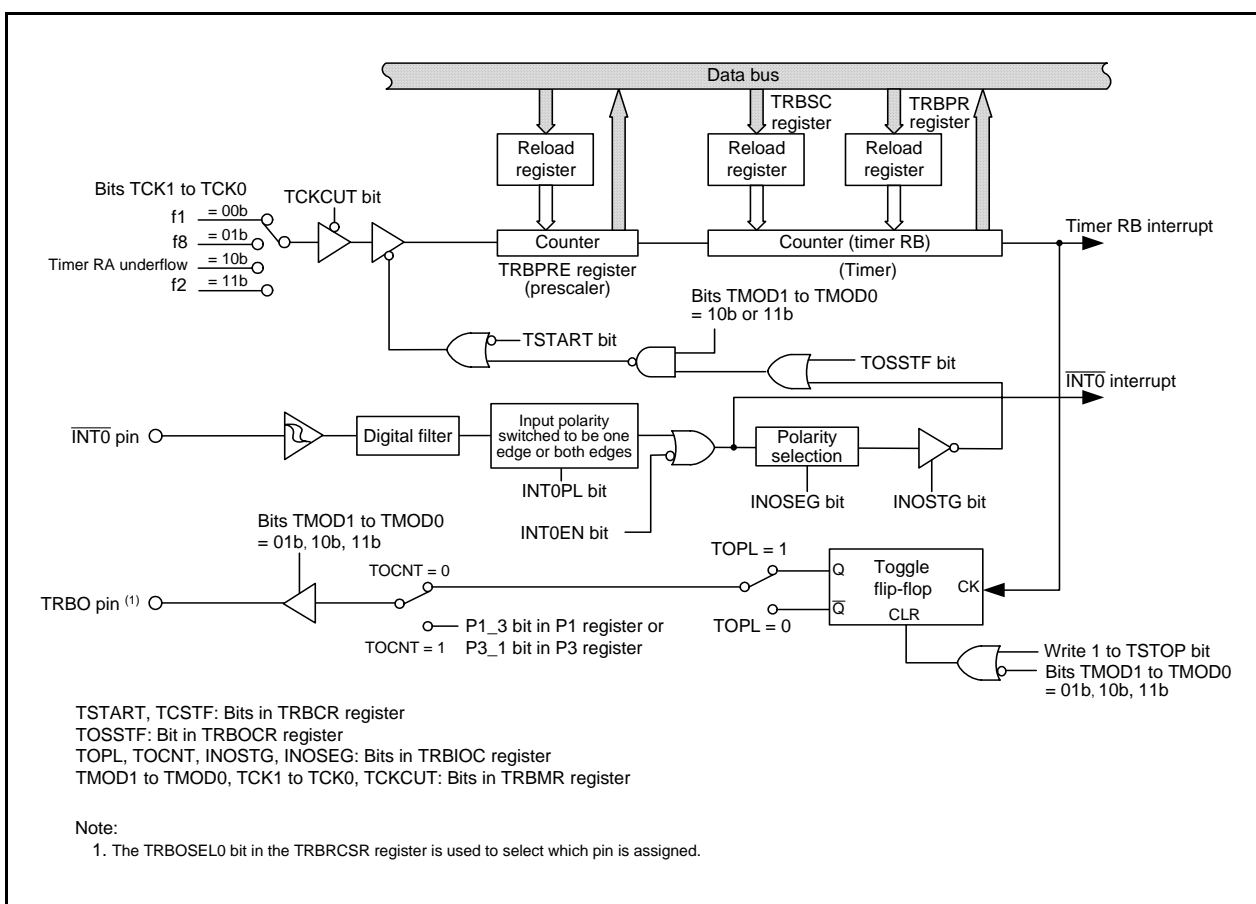 Data bus
TRBSC
register
TRBPR
register
Reload
register
Reload
register
Reload
register
Bits TCK1 to TCK0
TCKCUT bit
f1
= 00b
f8
= 01b
Timer RA underflow
= 10b
f2
= 11b
Counter
Counter (timer RB)
Timer RB interrupt
TRBPRE register
(prescaler)
(Timer)
Bits TMOD1 to TMOD0
= 10b or 11b
TSTART bit
TOSSTF bit
INT0 interrupt
INT0 pin
Digital filter
Input polarity
switched to be one
edge or both edges
Polarity
selection
INT0PL bit
INOSEG bit
INOSTG bit
INT0EN bit
Bits TMOD1 to TMOD0
= 01b, 10b, 11b
TOPL = 1
TOCNT = 0
Q
Toggle
flip-flop
CK
TRBO pin (1)
Q
CLR
TOPL = 0
P1_3 bit in P1 register or
TOCNT = 1
P3_1 bit in P3 register
Write 1 to TSTOP bit
Bits TMOD1 to TMOD0
= 01b, 10b, 11b
TSTART, TCSTF: Bits in TRBCR register
TOSSTF: Bit in TRBOCR register
TOPL, TOCNT, INOSTG, INOSEG: Bits in TRBIOC register
TMOD1 to TMOD0, TCK1 to TCK0, TCKCUT: Bits in TRBMR register
Note:
1. The TRBOSEL0 bit in the TRBRCSR register is used to select which pin is assigned.